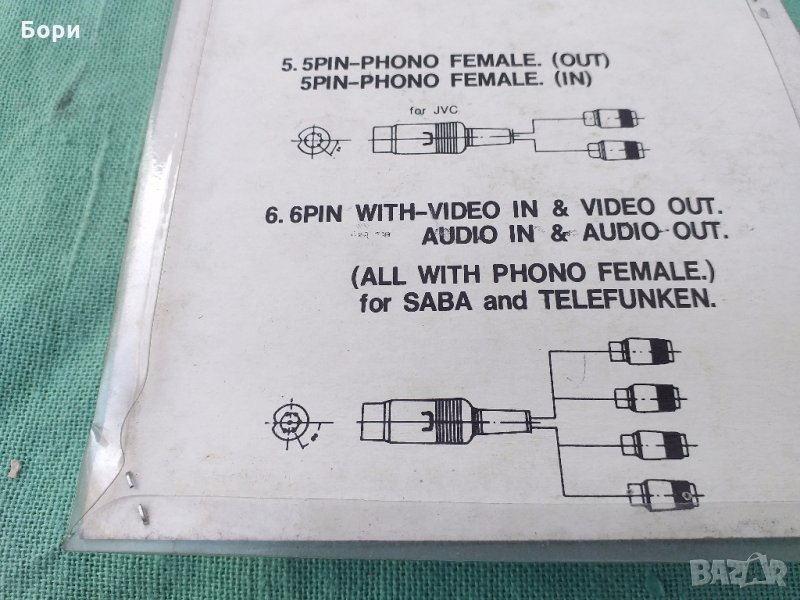 Бори
5. 5PIN-PHONO FEMALE. (OUT)
5PIN-PHONO FEMALE. (IN)
for JVC
6. 6PIN WITH-VIDEO IN & VIDEO OUT.
AUDIO IN & AUDIO OUT.
(ALL WITH PHONO FEMALE.)
for SABA and TELEFUNKEN.
BAZAR